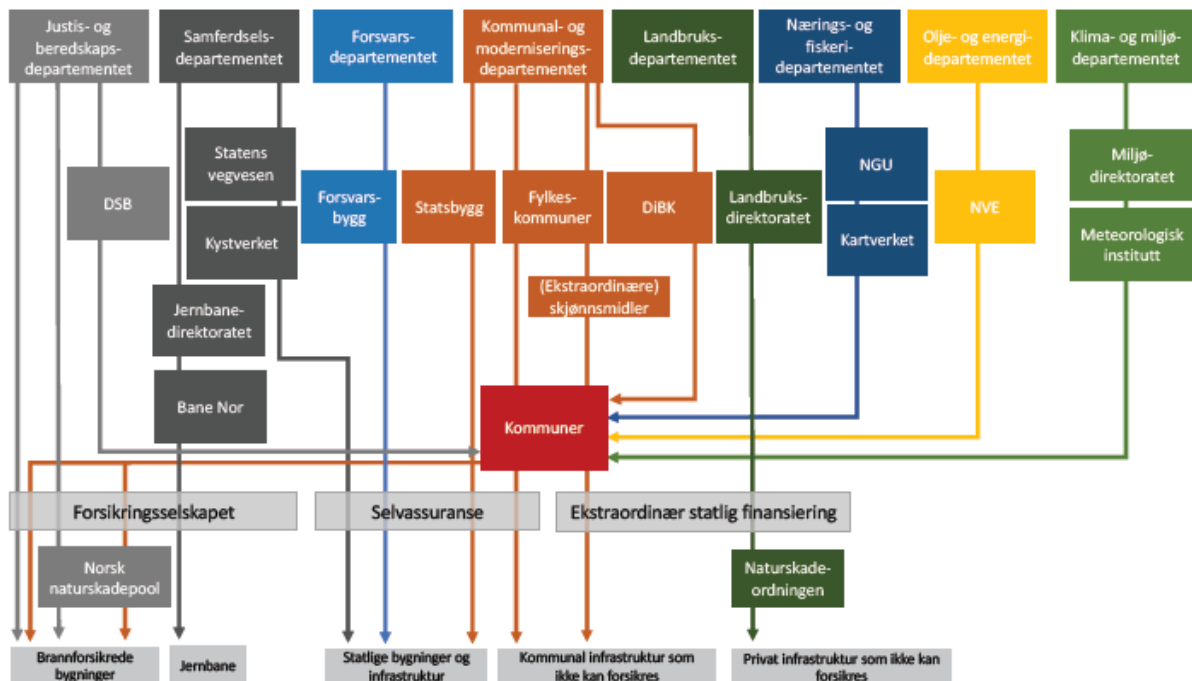 Justis- og
beredskaps-
departementet
Samferdsels-
departementet
Forsvars-
departementet
Kommunal- og
moderniserings-
departementet
Landbruks-
departementet
Nærings- og
fiskeri-
departementet
Olje- og energi-
departementet
Klima- og miljø-
departementet
Statens
vegvesen
NGU
Miljø-
direktoratet
DSB
Forsvars-
bygg
Statsbygg
Fylkes-
kommuner
DiBK
Landbruks-
direktoratet
NVE
Kystverket
Kartverket
Meteorologisk
institutt
(Ekstraordinære)
skjønnsmidler
Jernbane-
direktoratet
Bane Nor
Kommuner
Forsikringsselskapet
Selvassuranse
Ekstraordinær statlig finansiering
Norsk
naturskadepool
Naturskade-
ordningen
Brannforsikrede
bygninger
Jernbane
Statlige bygninger og
infrastruktur
Kommunal infrastruktur som
ikke kan forsikres
Privat infrastruktur som ikke kan
forsikres